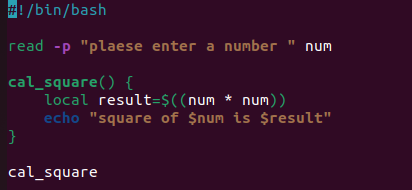 #!/bin/bash
read -p "plaese enter a number " num
cal_square() {
    local result=$((num * num))
    echo "square of $num is $result"
}
cal_square